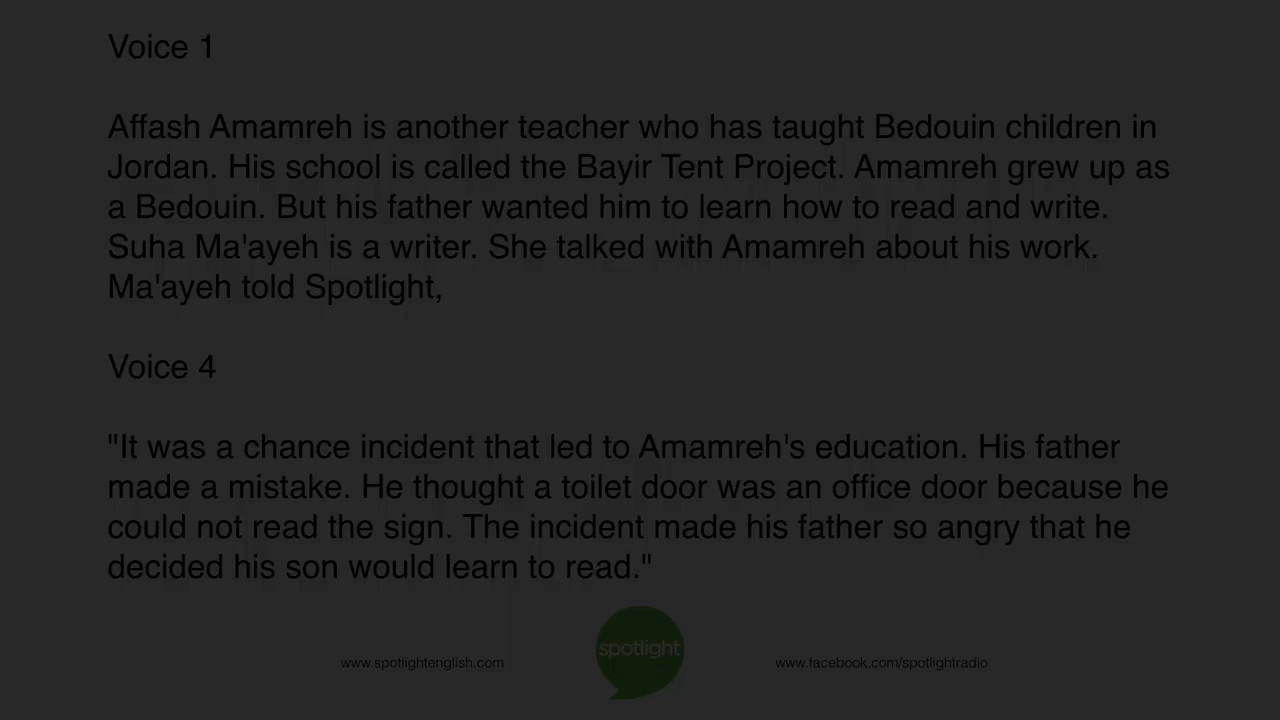 Voice 1
Affash Amamreh is another teacher who has taught Bedouin children in
Jordan. His school is called the Bayir Tent Project. Amamreh grew up as
a Bedouin. But his father wanted him to learn how to read and write.
Suha Ma'ayeh is a writer. She talked with Amamreh about his work.
Ma'ayeh told Spotlight,
Voice 4
"It was a chance incident that led to Amamreh's education. His father
made a mistake. He thought a toilet door was an office door because he
could not read the sign. The incident made his father so angry that he
decided his son would learn to read."
spotlight
www.spotlightenglish.com
www.facebook.com/spotlightradio